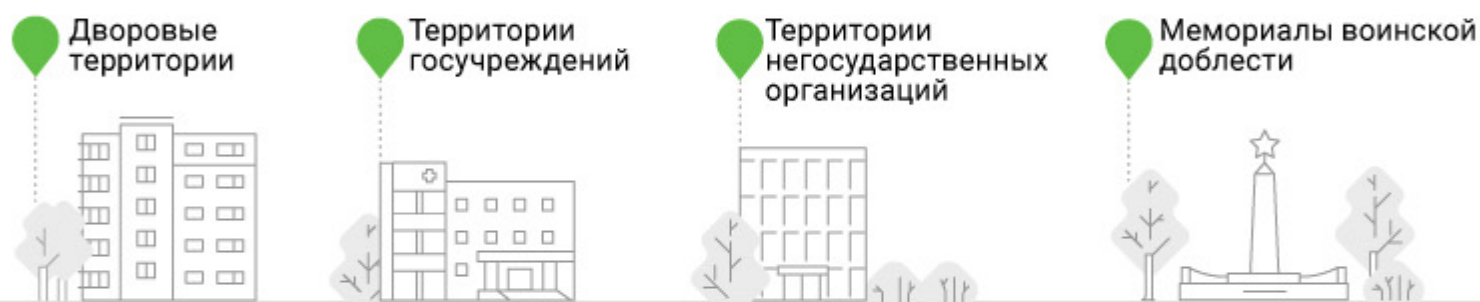 Дворовые
территории
Территории
госучреждений
Территории
негосударственных
организаций
Мемориалы воинской
доблести